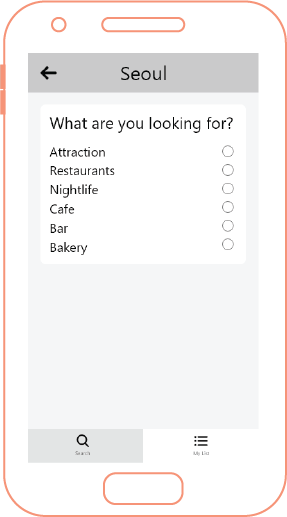 Seoul
What are you looking for?
Attraction
Restaurants
Nightlife
Cafe
Bar
Bakery
Search
My List